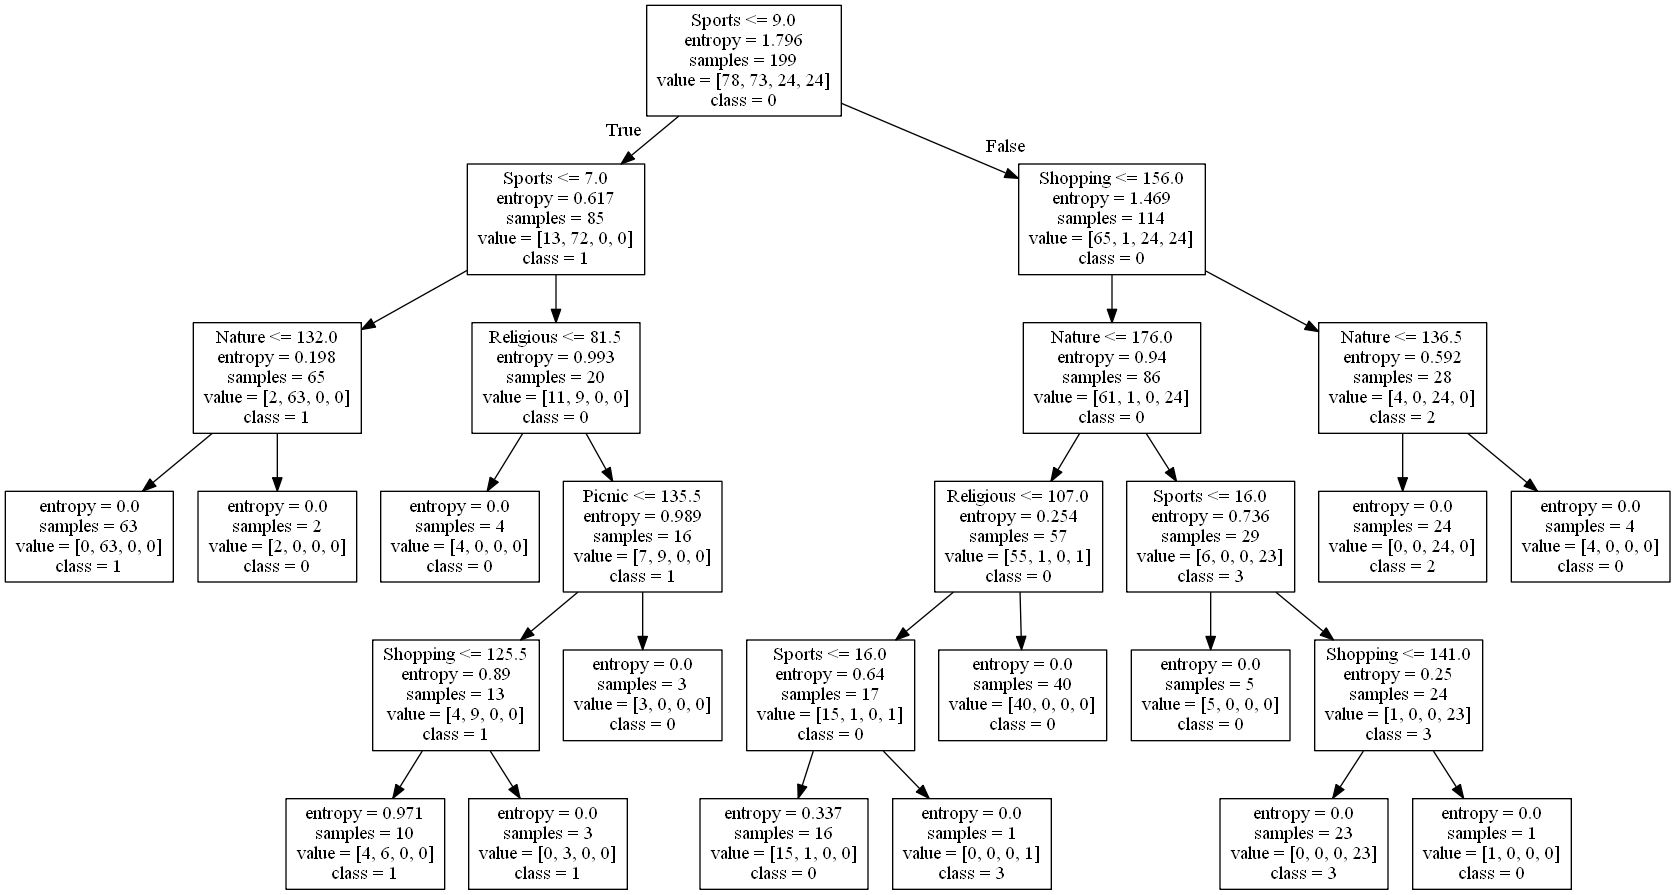 Sports <= 9.0
entropy = 1.796
samples = 199
value = [78, 73, 24, 24]
class = 0
True
False
Sports <= 7.0
entropy = 0.617
samples = 85
value = [13, 72, 0, 0]
class = 1
Shopping <= 156.0
entropy = 1.469
samples = 114
value = [65, 1, 24, 24]
class = 0
Nature <= 132.0
entropy = 0.198
samples = 65
value = [2, 63, 0, 0]
class = 1
Religious <= 81.5
entropy = 0.993
samples = 20
value = [11, 9, 0, 0]
class = 0
Nature <= 176.0
entropy = 0.94
samples = 86
value = [61, 1, 0, 24]
class = 0
Nature <= 136.5
entropy = 0.592
samples = 28
value = [4, 0, 24, 0]
class = 2
entropy = 0.0
samples = 63
value = [0, 63, 0, 0]
class = 1
entropy = 0.0
samples = 2
value = [2, 0, 0, 0]
class = 0
entropy = 0.0
samples = 4
value = [4, 0, 0, 0]
class = 0
Picnic <= 135.5
entropy = 0.989
samples = 16
value = [7, 9, 0, 0]
class = 1
Religious <= 107.0
entropy = 0.254
samples = 57
value = [55, 1, 0, 1]
class = 0
Sports <= 16.0
entropy = 0.736
samples = 29
value = [6, 0, 0, 23]
class = 3
entropy = 0.0
samples = 24
value = [0, 0, 24, 0]
class = 2
entropy = 0.0
samples = 4
value = [4, 0, 0, 0]
class = 0
Shopping <= 125.5
entropy = 0.89
samples = 13
value = [4, 9, 0, 0]
class = 1
entropy = 0.0
samples = 3
value = [3, 0, 0, 0]
class = 0
Sports <= 16.0
entropy = 0.64
samples = 17
value = [15, 1, 0, 1]
class = 0
entropy = 0.0
samples = 40
value = [40, 0, 0, 0]
class = 0
entropy = 0.0
samples = 5
value = [5, 0, 0, 0]
class = 0
Shopping <= 141.0
entropy = 0.25
samples = 24
value = [1, 0, 0, 23]
class = 3
entropy = 0.971
samples = 10
value = [4, 6, 0, 0]
class = 1
entropy = 0.0
samples = 3
value = [0, 3, 0, 0]
class = 1
entropy = 0.337
samples = 16
value = [15, 1, 0, 0]
class = 0
entropy = 0.0
samples = 1
value = [0, 0, 0, 1]
class = 3
entropy = 0.0
samples = 23
value = [0, 0, 0, 23]
class = 3
entropy = 0.0
samples = 1
value = [1, 0, 0, 0]
class = 0